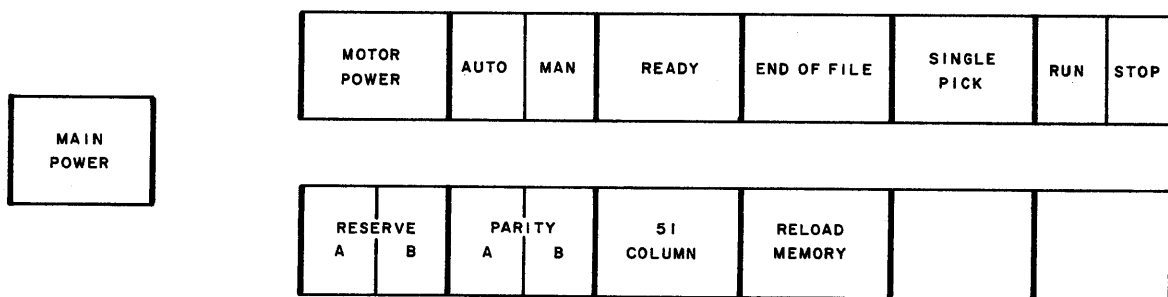 MOTOR
POWER
AUTO
MAN
READY
END OF FILE
SINGLE
PICK
RUN
STOP
MAIN
POWER
RESERVE
A B
PARITY
A B
51
COLUMN
RELOAD
MEMORY